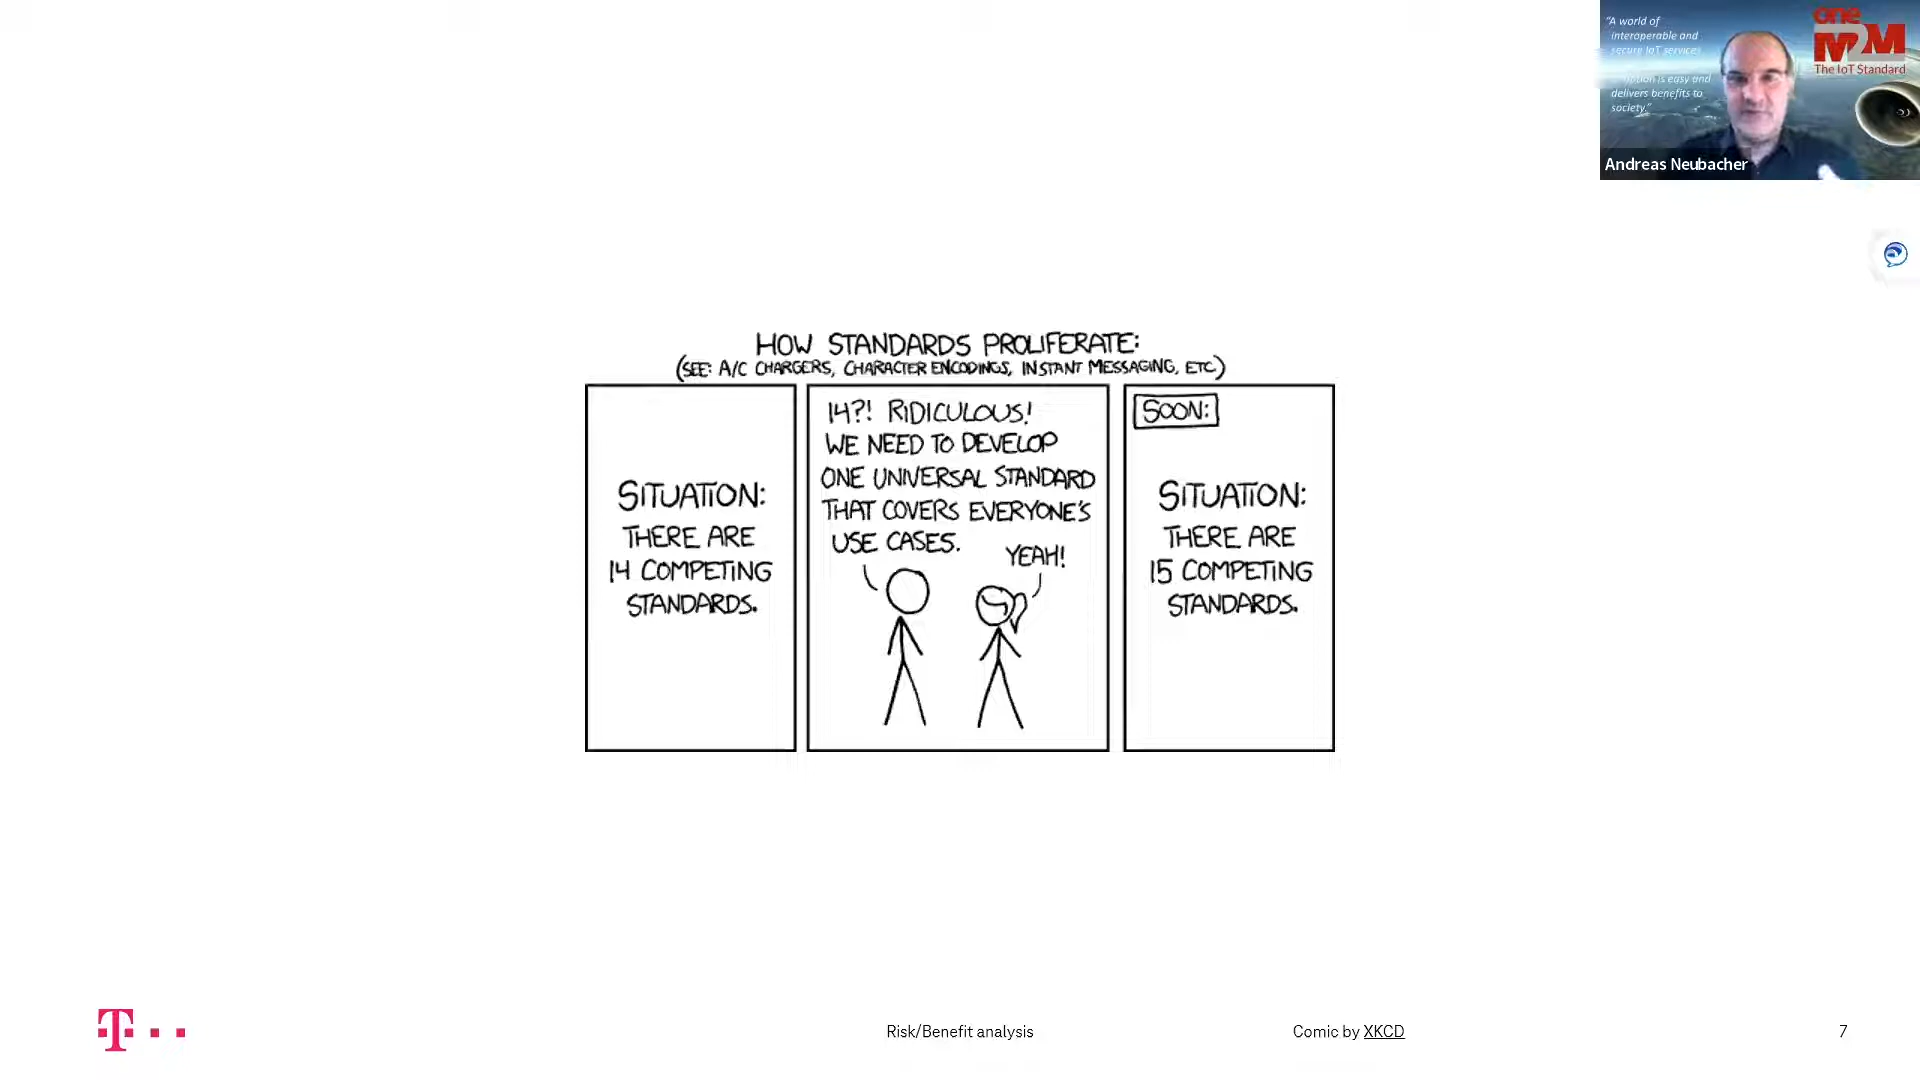 "A world of
interoperable and
secure IoT services
is easy and
delivers benefits to
society."
one
M2M
The IoT Standard
Andreas Neubacher
HOW STANDARDS PROLIFERATE:
(SEE: A/C CHARGERS, CHARACTER ENCODINGS, INSTANT MESSAGING, ETC.)
SITUATION:
THERE ARE
14 COMPETING
STANDARDS.
14?! RIDICULOUS!
WE NEED TO DEVELOP
ONE UNIVERSAL STANDARD
THAT COVERS EVERYONE'S
USE CASES.
YEAH!
SOON:
SITUATION:
THERE ARE
15 COMPETING
STANDARDS.
T
Risk/Benefit analysis
Comic by XKCD
7